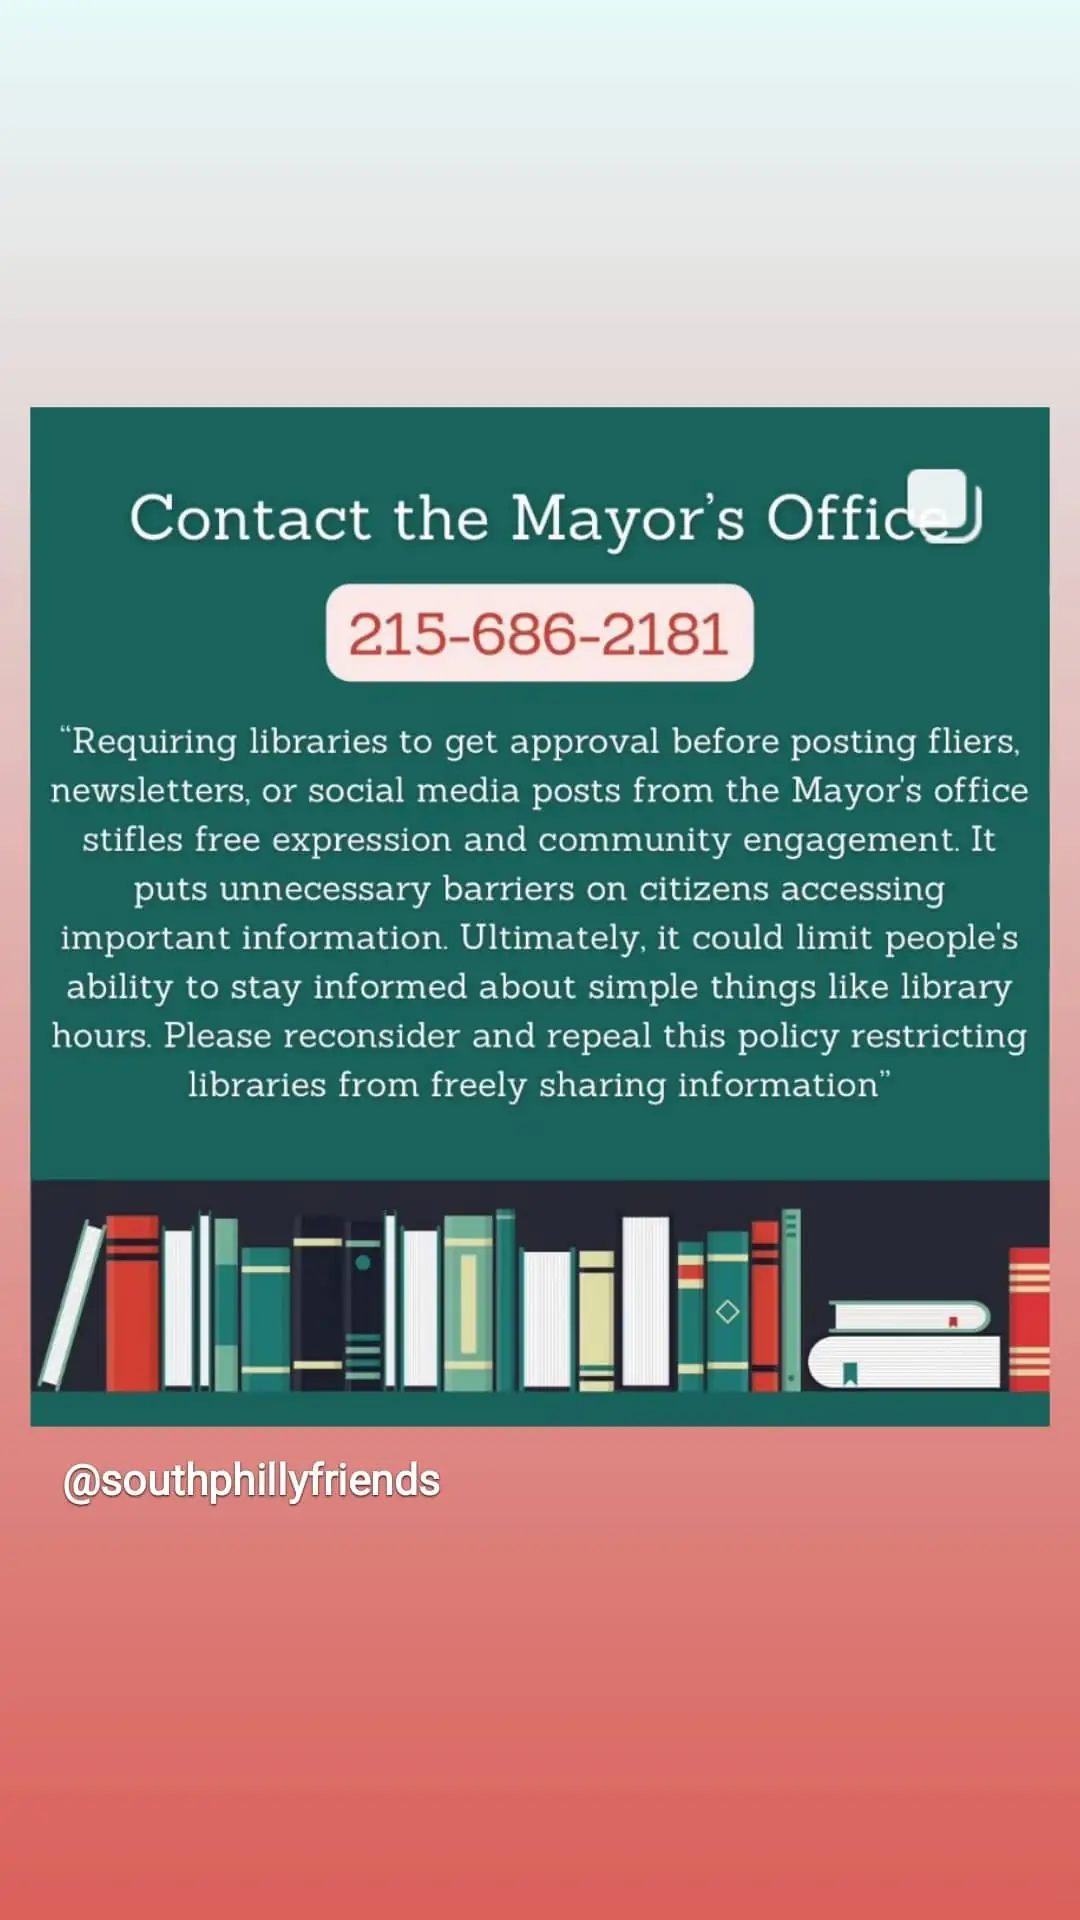 Contact the Mayor's Office
215-686-2181
“Requiring libraries to get approval before posting fliers,
newsletters, or social media posts from the Mayor's office
stifles free expression and community engagement. It
puts unnecessary barriers on citizens accessing
important information. Ultimately, it could limit people's
ability to stay informed about simple things like library
hours. Please reconsider and repeal this policy restricting
libraries from freely sharing information”
@southphillyfriends